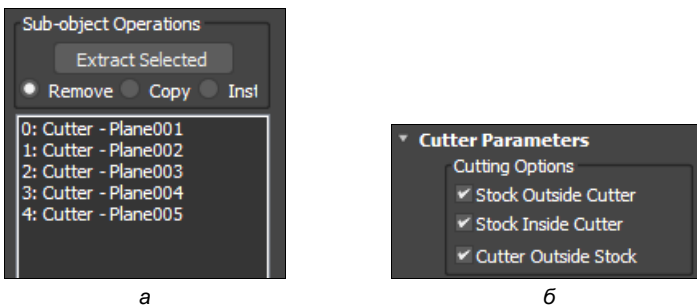 Sub-object Operations
Extract Selected
Remove Copy Inst
0: Cutter - Plane001
1: Cutter - Plane002
2: Cutter - Plane003
3: Cutter - Plane004
4: Cutter - Plane005
а
Cutter Parameters
Cutting Options
Stock Outside Cutter
Stock Inside Cutter
Cutter Outside Stock
б